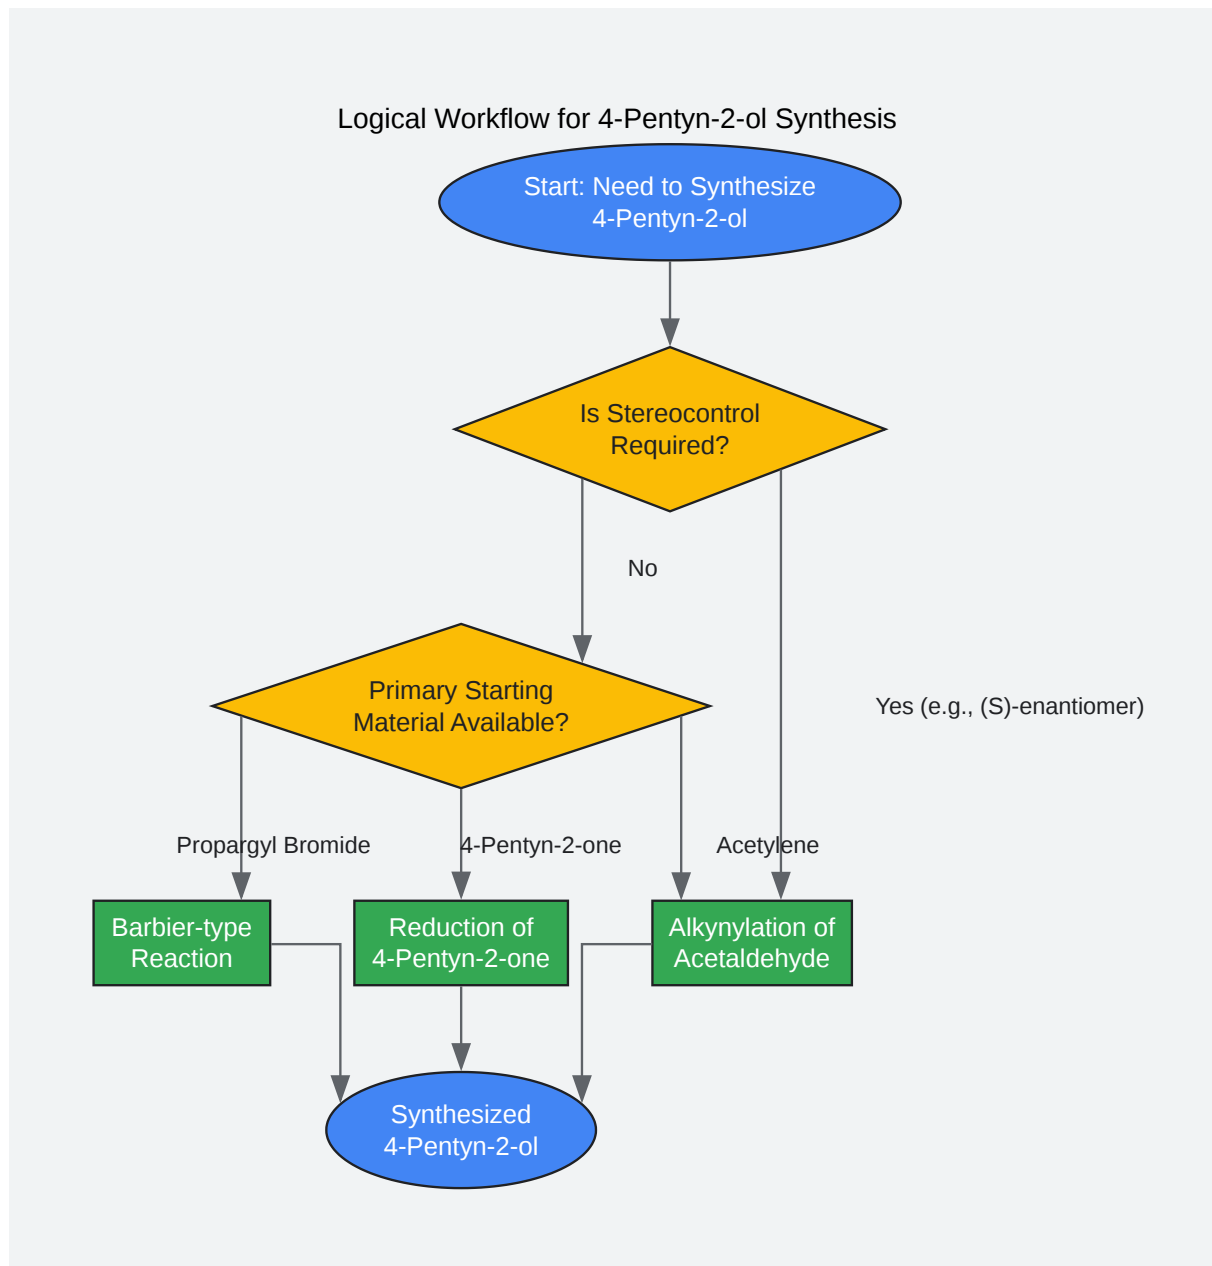 Logical Workflow for 4-Pentyn-2-ol Synthesis
Start: Need to Synthesize
4-Pentyn-2-ol
Is Stereocontrol
Required?
No
Primary Starting
Material Available?
Yes (e.g., (S)-enantiomer)
Propargyl Bromide
4-Pentyn-2-one
Acetylene
Barbier-type
Reaction
Reduction of
4-Pentyn-2-one
Alkynylation of
Acetaldehyde
Synthesized
4-Pentyn-2-ol